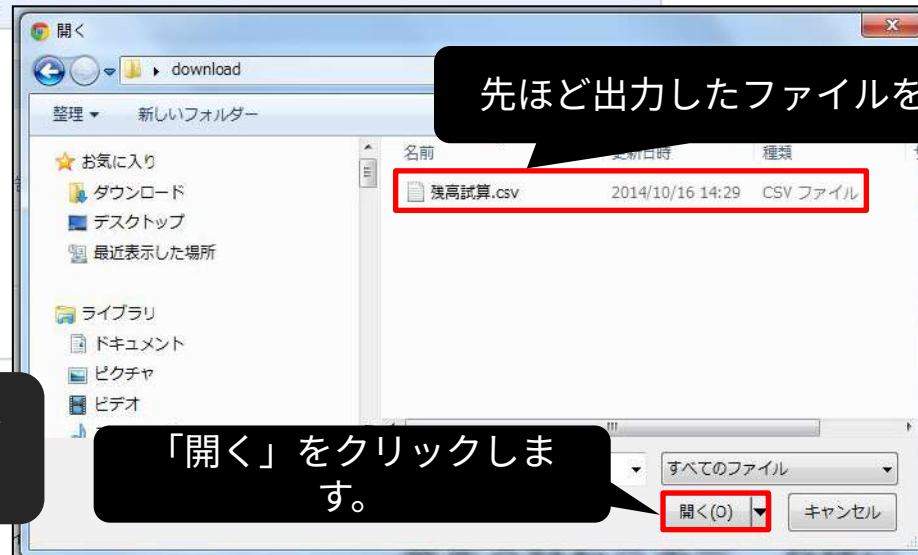 開く
download
先ほど出力したファイルを
整理 新しいフォルダー
名前 更新日時 種類
お気に入り
ダウンロード
残高試算.csv 2014/10/16 14:29 CSV ファイル
デスクトップ
最近表示した場所
ライブラリ
ドキュメント
ピクチャ
ビデオ
「開く」をクリックしま
す。
すべてのファイル
開く(O) キャンセル